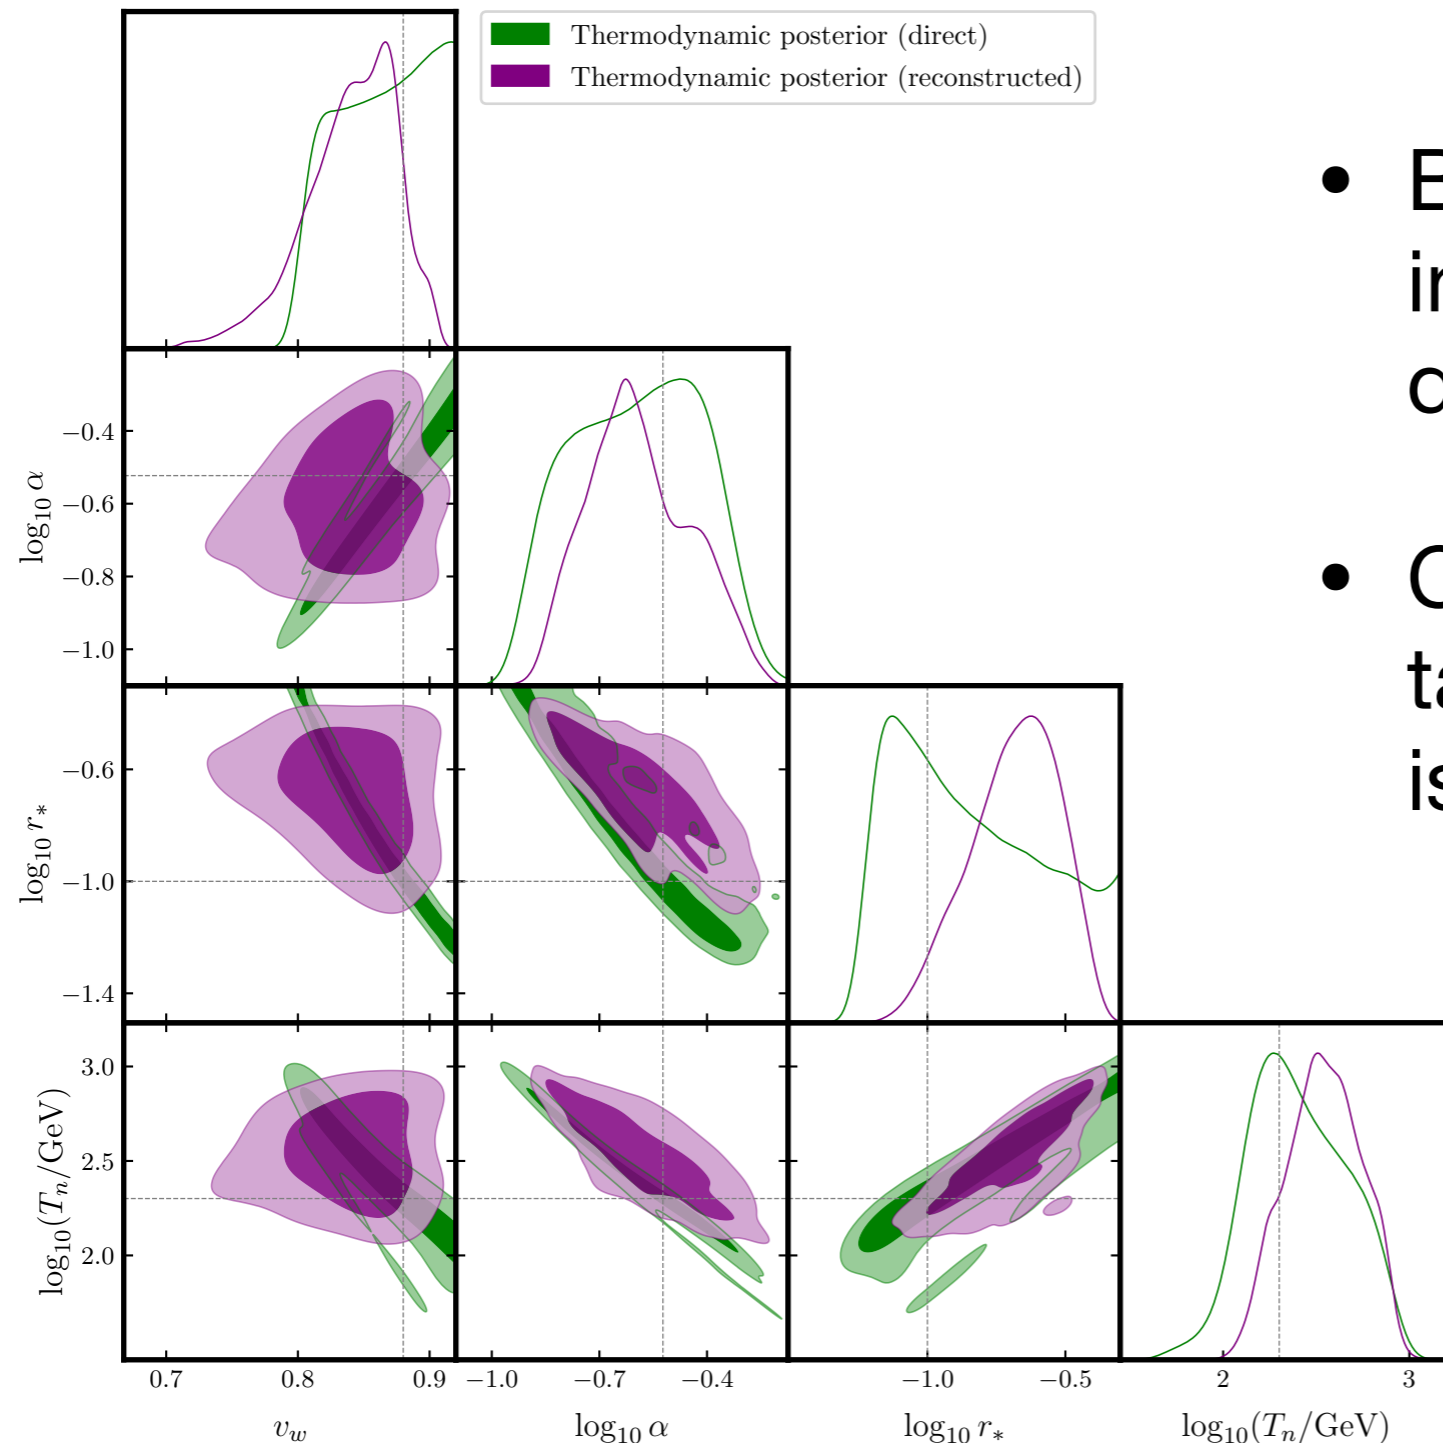 Thermodynamic posterior (direct)
Thermodynamic posterior (reconstructed)
−0.4
−0.6
−0.8
−1.0
log₁₀ α
−0.6
−1.0
−1.4
log₁₀ r∗
3.0
2.5
2.0
log₁₀(Tₙ/GeV)
0.7 0.8 0.9 −1.0 −0.7 −0.4 −1.0 −0.5 2 3
v_w log₁₀ α log₁₀ r∗ log₁₀(Tₙ/GeV)
•
•
is